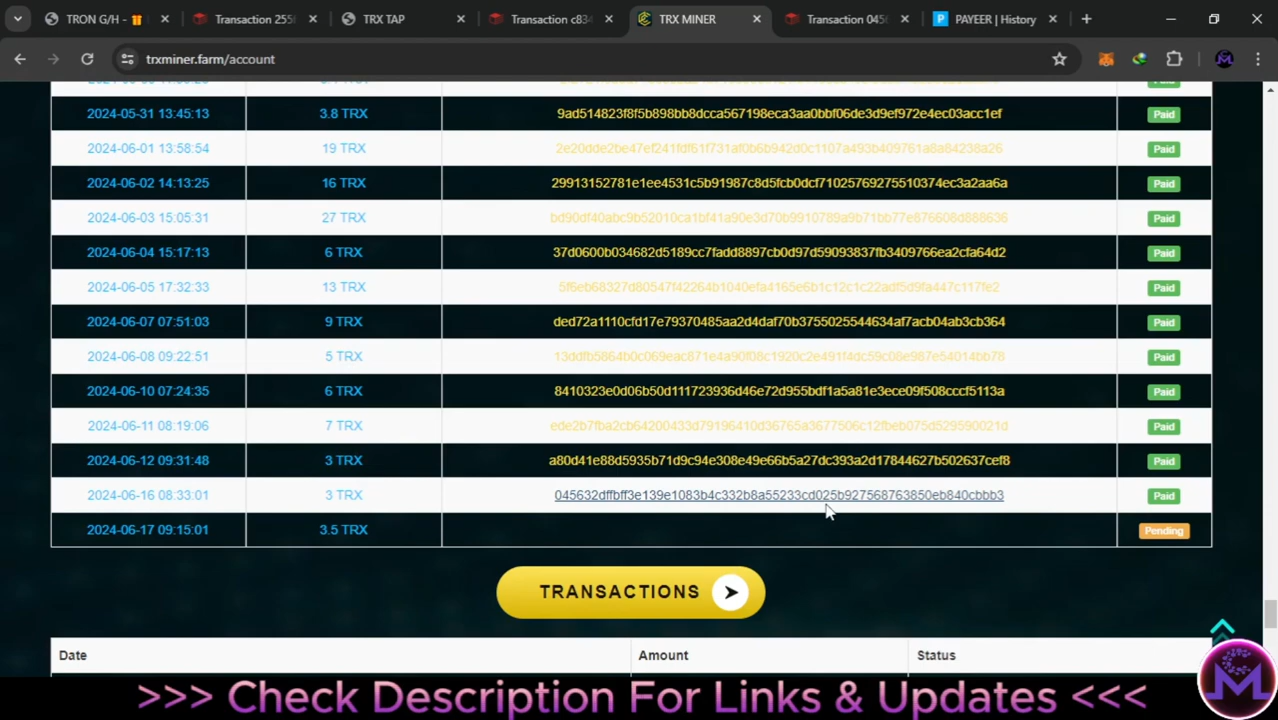 TRON G/H -
Transaction 255
TRX TAP
Transaction c834
TRX MINER
Transaction 045
PAYEER | History
trxminer.farm/account
Paid
2024-05-31 13:45:13 3.8 TRX 9ad514823f8f5b898bb8dcca567198eca3aa0bbf06de3d9ef972e4ec03acc1ef Paid
2024-06-01 13:58:54 19 TRX 2e20dde2be47ef241fdf61f731af0b6b942d0c1107a493b409761a8a84238a26 Paid
2024-06-02 14:13:25 16 TRX 29913152781e1ee4531c5b91987c8d5fcb0dcf71025769275510374ec3a2aa6a Paid
2024-06-03 15:05:31 27 TRX bd90df40abc9b52010ca1bf41a90e3d70b9910789a9b71bb77e876608d888636 Paid
2024-06-04 15:17:13 6 TRX 37d0600b034682d5189cc7fadd8897cb0d97d59093837fb3409766ea2cfa64d2 Paid
2024-06-05 17:32:33 13 TRX 5f6eb68327d80547f42264b1040efa4165e6b1c12c1c22adf5d9fa447c117fe2 Paid
2024-06-07 07:51:03 9 TRX ded72a1110cfd17e79370485aa2d4daf70b3755025544634af7acb04ab3cb364 Paid
2024-06-08 09:22:51 5 TRX 13ddfb5864b0c069eac871e4a90f08c1920c2e491f4dc59c08e987e54014bb78 Paid
2024-06-10 07:24:35 6 TRX 8410323e0d06b50d111723936d46e72d955bdf1a5a81e3ece09f508cccf5113a Paid
2024-06-11 08:19:06 7 TRX ede2b7fba2cb64200433d79196410d36765a3677506c12fbeb075d529590021d Paid
2024-06-12 09:31:48 3 TRX a80d41e88d5935b71d9c94e308e49e66b5a27dc393a2d17844627b502637cef8 Paid
2024-06-16 08:33:01 3 TRX 045632dffbff3e139e1083b4c332b8a55233cd025b927568763850eb840cbbb3 Paid
2024-06-17 09:15:01 3.5 TRX Pending
TRANSACTIONS
Date Amount Status
>>> Check Description For Links & Updates <<<